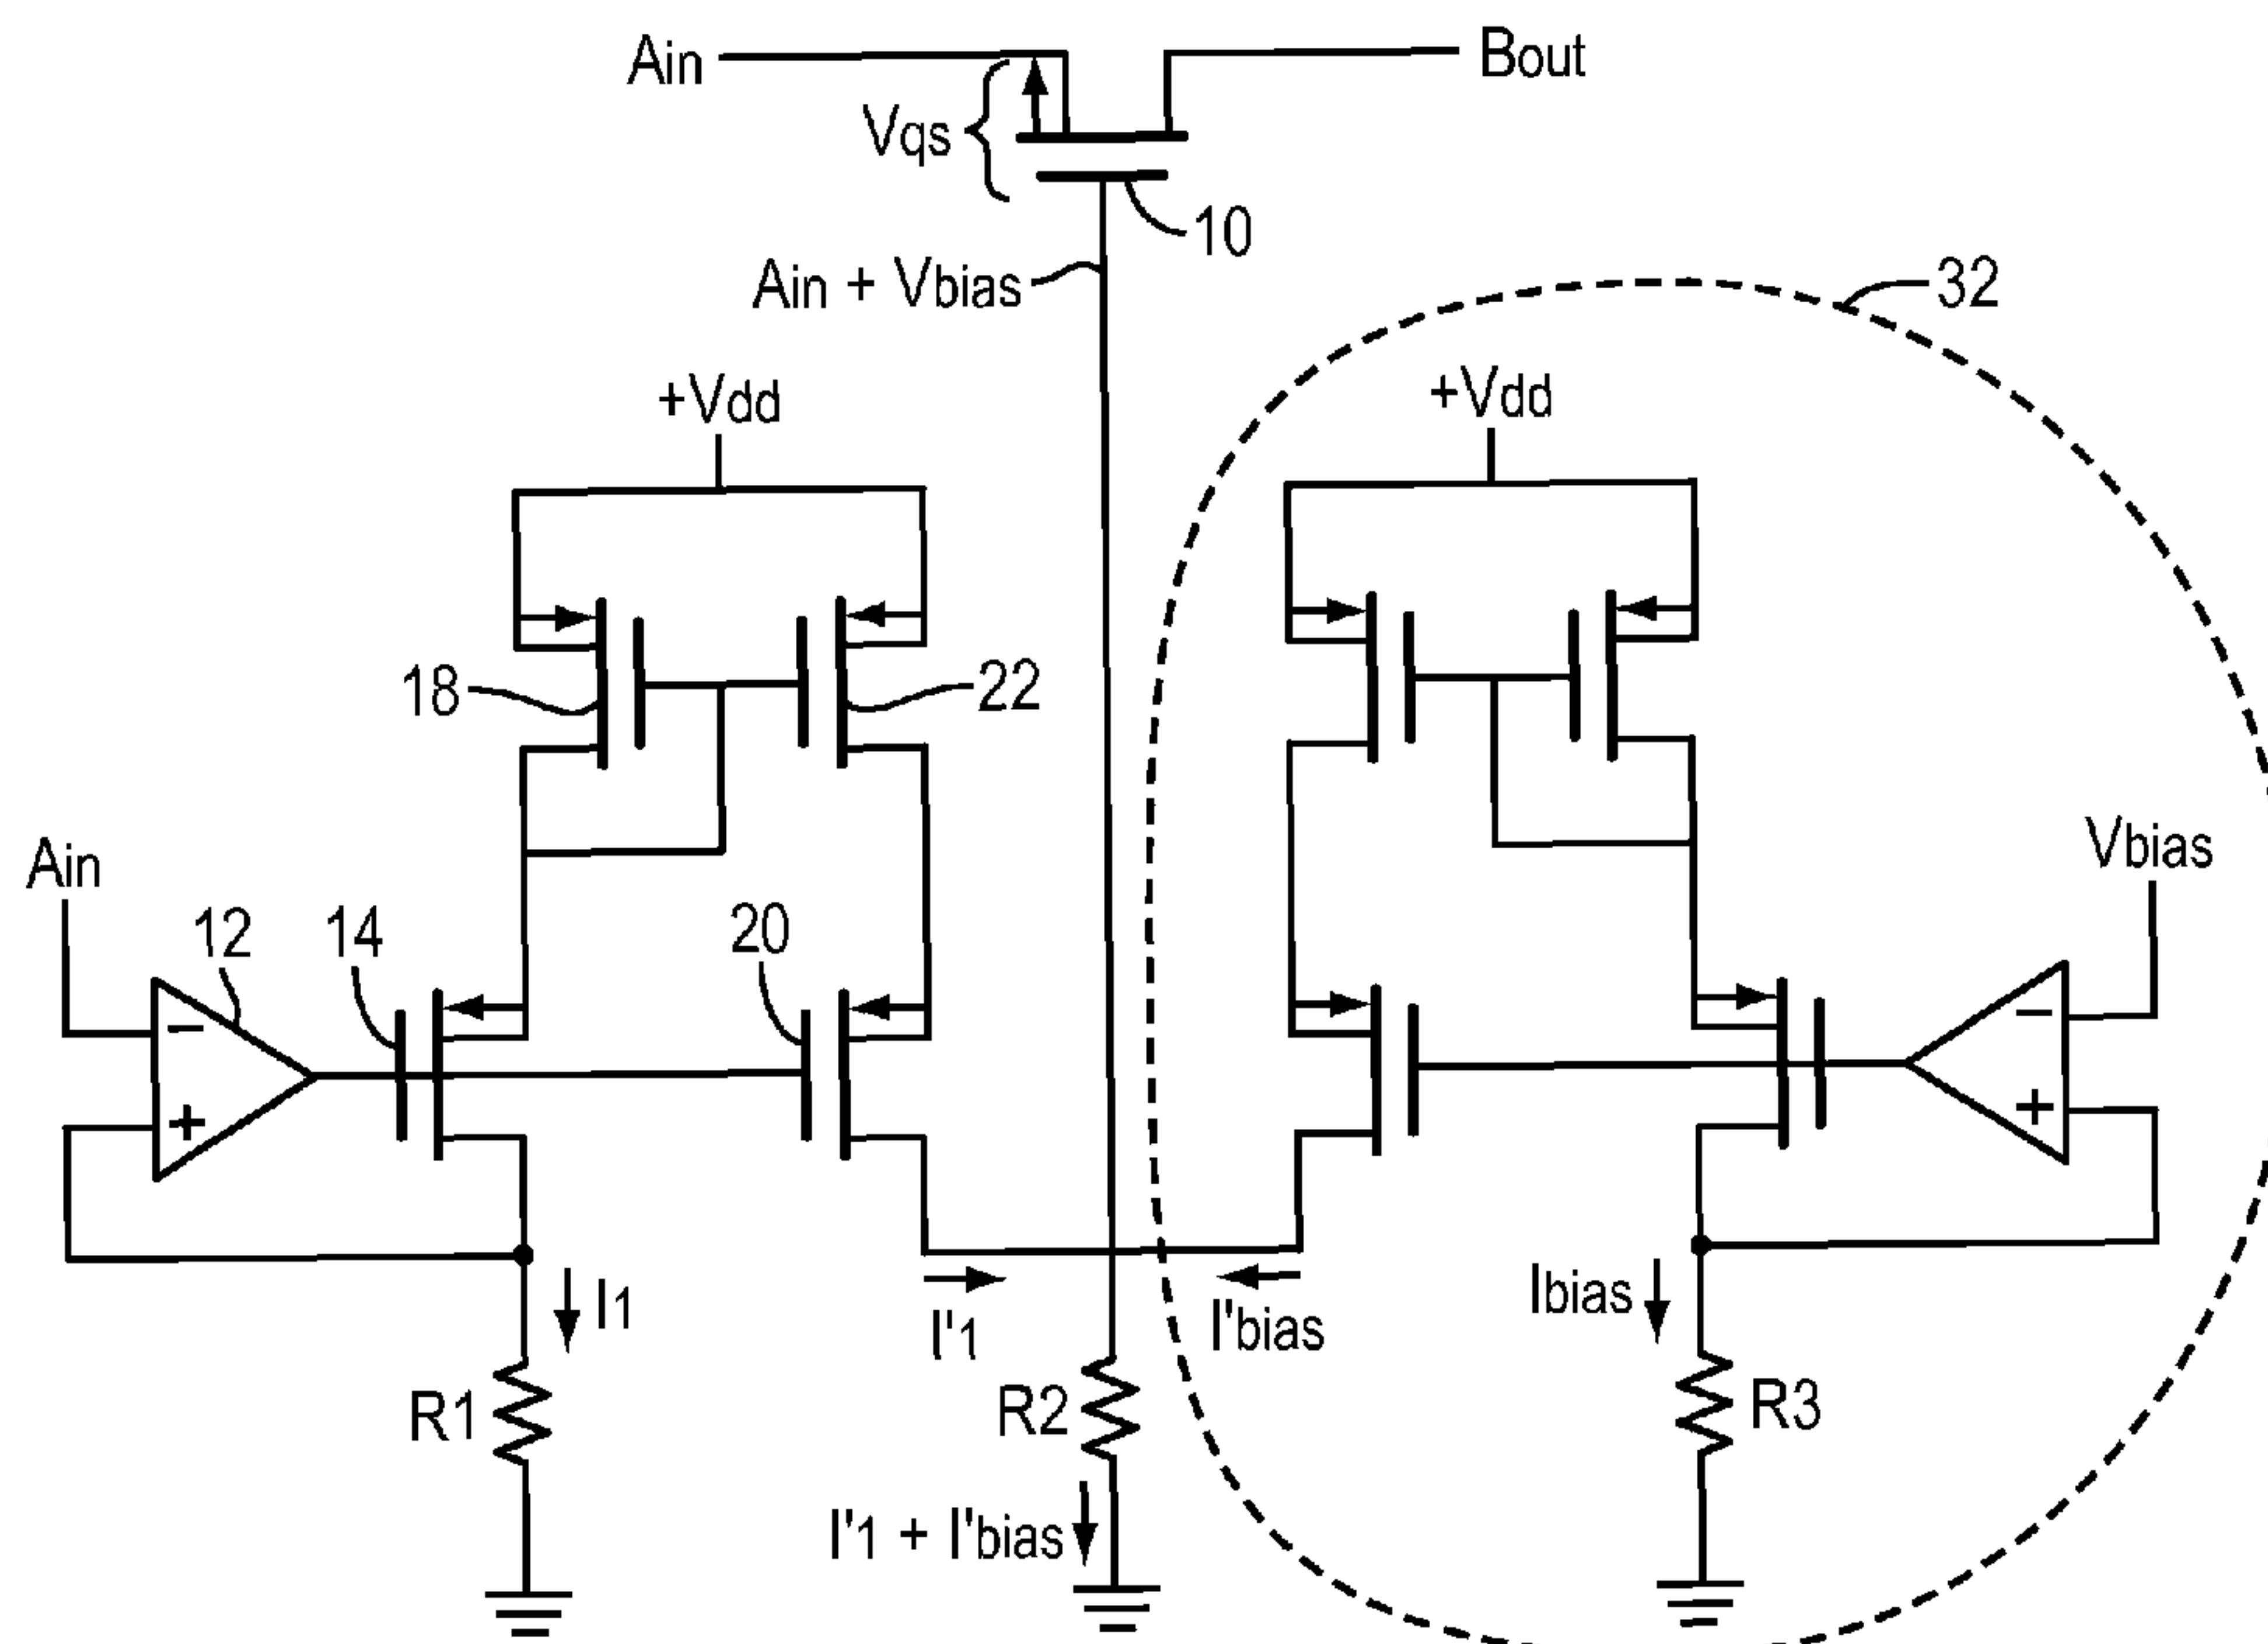 Ain
Bout
Vqs
10
Ain + Vbias
32
+Vdd
+Vdd
18
22
Ain
Vbias
12
14
20
−
+
−
+
I1
I'1
I'bias
Ibias
R1
R2
R3
I'1 + I'bias